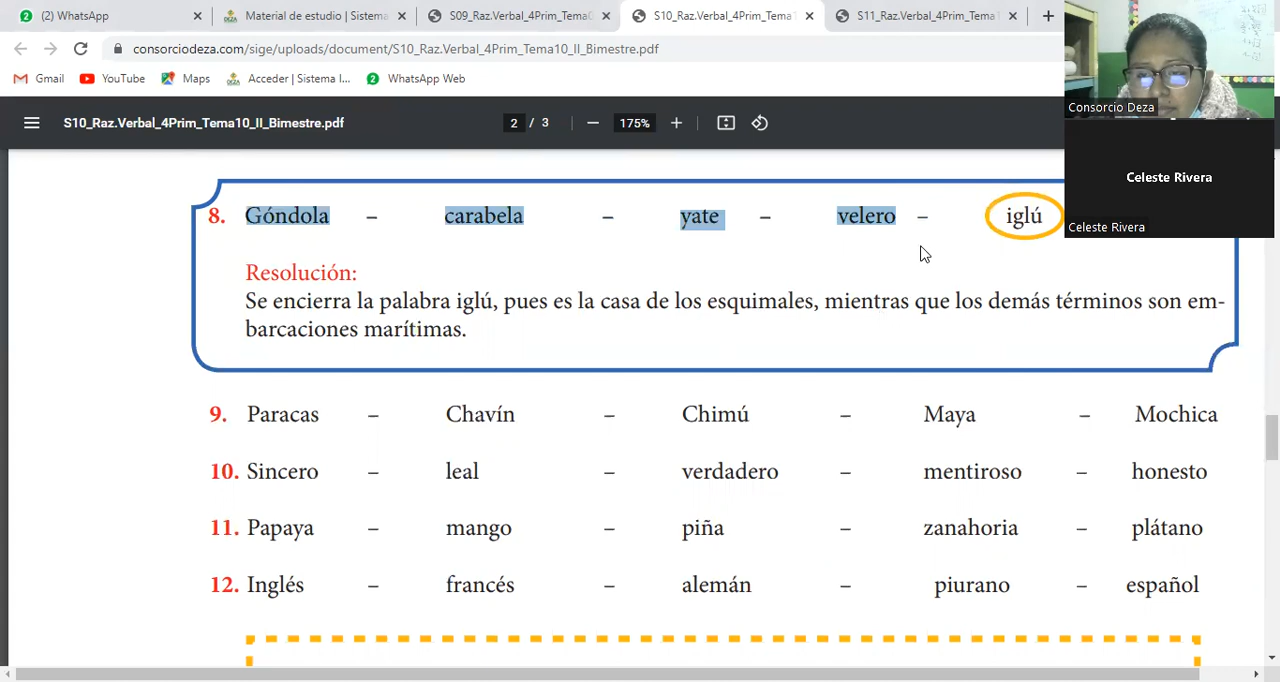 (2) WhatsApp Material de estudio | Sistema S09_Raz.Verbal_4Prim_Tema S10_Raz.Verbal_4Prim_Tema1 S11_Raz.Verbal_4Prim_Tema1
consorciodeza.com/sige/uploads/document/S10_Raz.Verbal_4Prim_Tema10_II_Bimestre.pdf
Gmail YouTube Maps Acceder | Sistema I... WhatsApp Web
Consorcio Deza
S10_Raz.Verbal_4Prim_Tema10_II_Bimestre.pdf 2 / 3 175%
Celeste Rivera
Celeste Rivera
8. Góndola – carabela – yate – velero – iglú
Resolución:
Se encierra la palabra iglú, pues es la casa de los esquimales, mientras que los demás términos son em-
barcaciones marítimas.
9. Paracas – Chavín – Chimú – Maya – Mochica
10. Sincero – leal – verdadero – mentiroso – honesto
11. Papaya – mango – piña – zanahoria – plátano
12. Inglés – francés – alemán – piurano – español